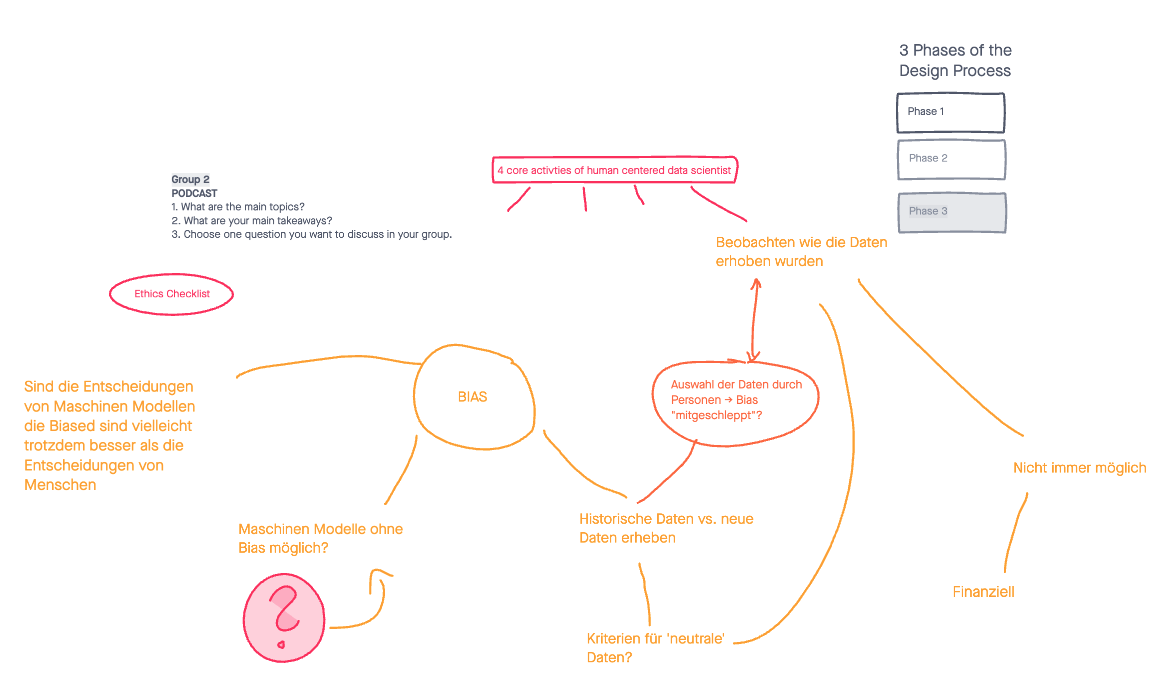 3 Phases of the
Design Process
Phase 1
Phase 2
Phase 3
4 core activties of human centered data scientist
Group 2
PODCAST
1. What are the main topics?
2. What are your main takeaways?
3. Choose one question you want to discuss in your group.
Beobachten wie die Daten
erhoben wurden
Ethics Checklist
BIAS
Auswahl der Daten durch
Personen → Bias
"mitgeschleppt"?
Sind die Entscheidungen
von Maschinen Modellen
die Biased sind vielleicht
trotzdem besser als die
Entscheidungen von
Menschen
Nicht immer möglich
Historische Daten vs. neue
Daten erheben
Maschinen Modelle ohne
Bias möglich?
?
Finanziell
Kriterien für 'neutrale'
Daten?